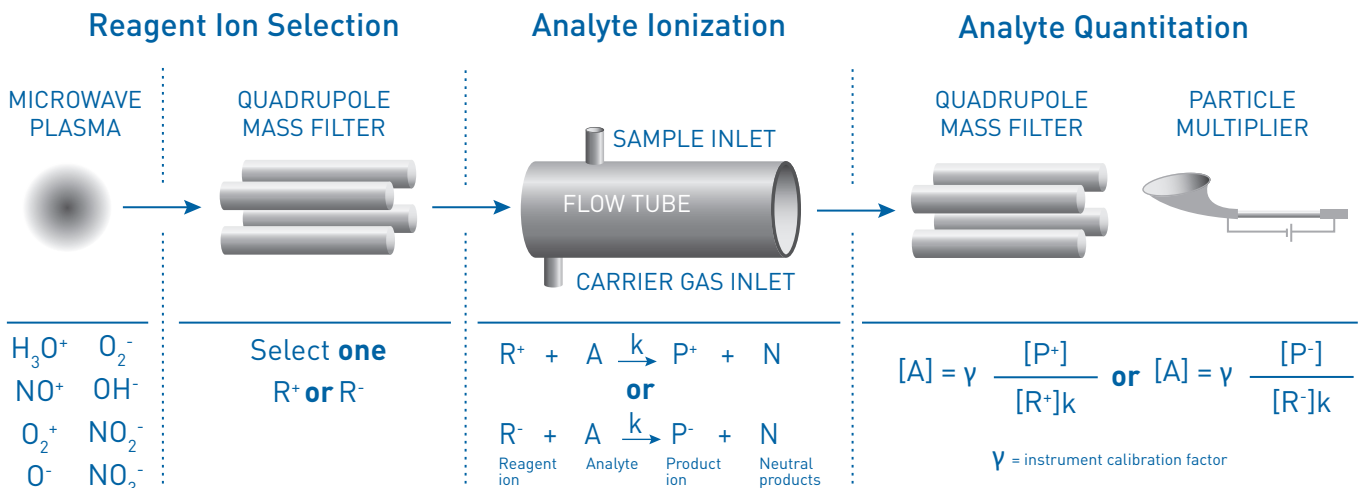 Reagent Ion Selection
Analyte Ionization
Analyte Quantitation
MICROWAVE
PLASMA
QUADRUPOLE
MASS FILTER
SAMPLE INLET
FLOW TUBE
CARRIER GAS INLET
QUADRUPOLE
MASS FILTER
PARTICLE
MULTIPLIER
H₃O⁺ O₂⁻
NO⁺ OH⁻
O₂⁺ NO₂⁻
O⁻ NO₃⁻
Select one
R⁺ or R⁻
R⁺ + A k→ P⁺ + N
or
R⁻ + A k→ P⁻ + N
Reagent ion
Analyte
Product ion
Neutral products
[A] = γ [P⁺] / [R⁺]k or [A] = γ [P⁻] / [R⁻]k
γ = instrument calibration factor